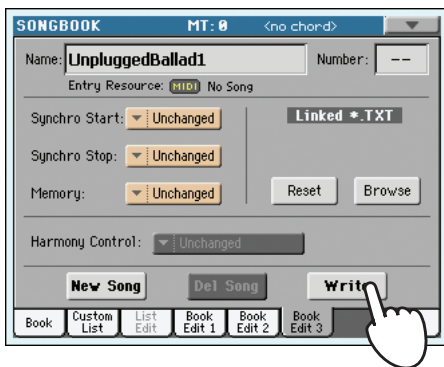 SONGBOOK MT:0 <no chord>
Name: UnpluggedBallad1 Number: --
Entry Resource: MIDI No Song
Synchro Start: Unchanged Linked *.TXT
Synchro Stop: Unchanged
Memory: Unchanged Reset Browse
Harmony Control: Unchanged
New Song Del Song Write
Book Custom List List Edit Book Edit 1 Book Edit 2 Book Edit 3